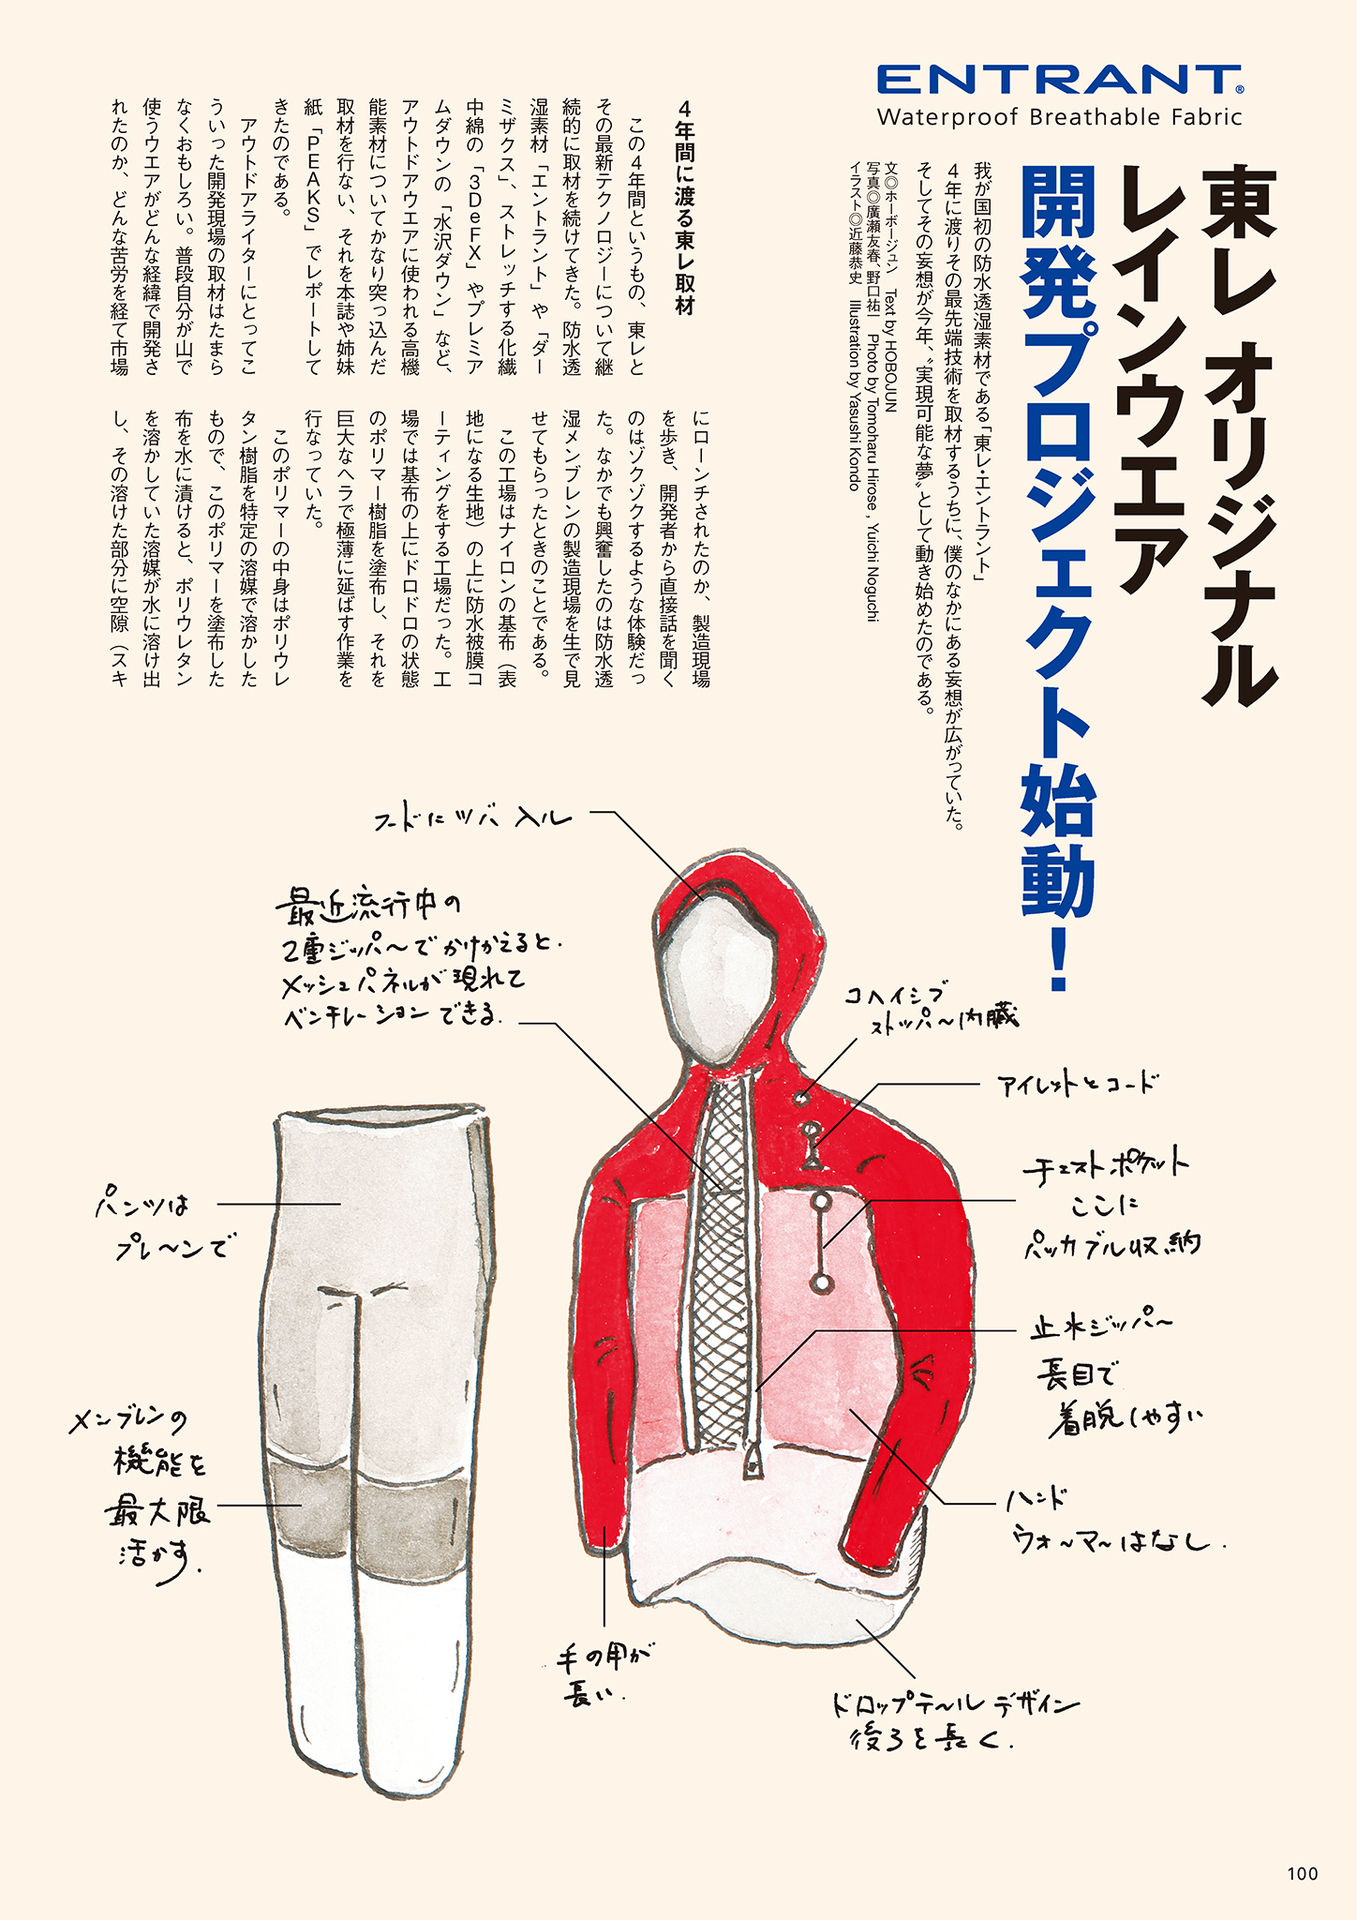 ENTRANT®
Waterproof Breathable Fabric
東レ オリジナル
レインウエア
開発プロジェクト始動！
我が国初の防水透湿素材である「東レ・エントラント」
4年に渡りその最先端技術を取材するうちに、僕のなかにある妄想が広がっていた。
そしてその妄想が今年、〝実現可能な夢〟として動き始めたのである。
文◎ホーボージュン　Text by HOBOJUN
写真◎廣瀬友春、野口祐一　Photo by Tomoharu Hirose , Yuichi Noguchi
イラスト◎近藤恭史　Illustration by Yasushi Kondo
4年間に渡る東レ取材
この4年間というもの、東レと
その最新テクノロジーについて継
続的に取材を続けてきた。防水透
湿素材「エントラント」や「ダー
ミザクス」、ストレッチする化繊
中綿の「3DeFX」やプレミア
ムダウンの「水沢ダウン」など、
アウトドアウエアに使われる高機
能素材についてかなり突っ込んだ
取材を行ない、それを本誌や姉妹
紙「PEAKS」でレポートして
きたのである。
アウトドアライターにとってこ
ういった開発現場の取材はたまら
なくおもしろい。普段自分が山で
使うウエアがどんな経緯で開発さ
れたのか、どんな苦労を経て市場
にローンチされたのか、製造現場
を歩き、開発者から直接話を聞く
のはゾクゾクするような体験だっ
た。なかでも興奮したのは防水透
湿メンブレンの製造現場を生で見
せてもらったときのことである。
この工場はナイロンの基布（表
地になる生地）の上に防水被膜コ
ーティングをする工場だった。工
場では基布の上にドロドロの状態
のポリマー樹脂を塗布し、それを
巨大なヘラで極薄に延ばす作業を
行なっていた。
このポリマーの中身はポリウレ
タン樹脂を特定の溶媒で溶かした
もので、このポリマーを塗布した
布を水に漬けると、ポリウレタン
を溶かしていた溶媒が水に溶け出
し、その溶けた部分に空隙（スキ
フードにツバ入ル
最近流行中の
2重ジッパーでかけかえると.
メッシュパネルが現れて
ベンチレーションできる.
コヘイシブ
ストッパー内臓
アイレットとコード
チェストポケット
ここに
パッカブル収納
止水ジッパー
長目で
着脱しやすい
ハンド
ウォーマーはなし.
ドロップテールデザイン
後ろを長く.
手の甲が
長い.
パンツは
プレーンで
メンブレンの
機能を
最大限
活かす.
100